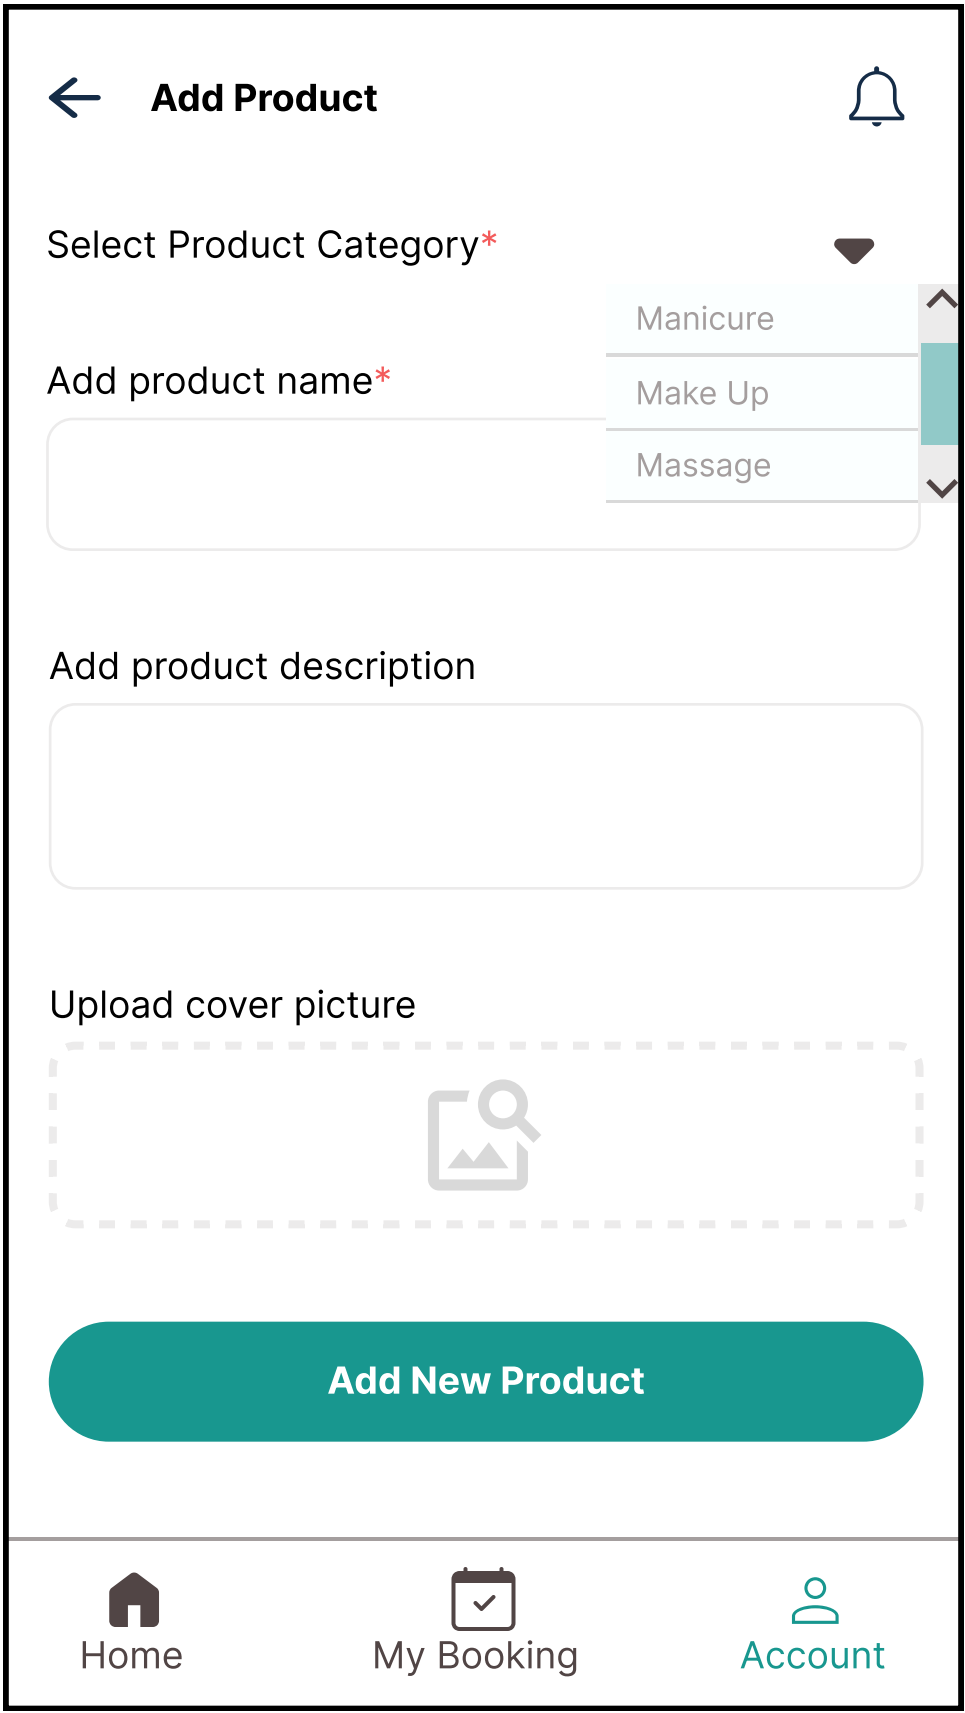 Add Product
Select Product Category*
Manicure
Make Up
Massage
Add product name*
Add product description
Upload cover picture
Add New Product
Home
My Booking
Account